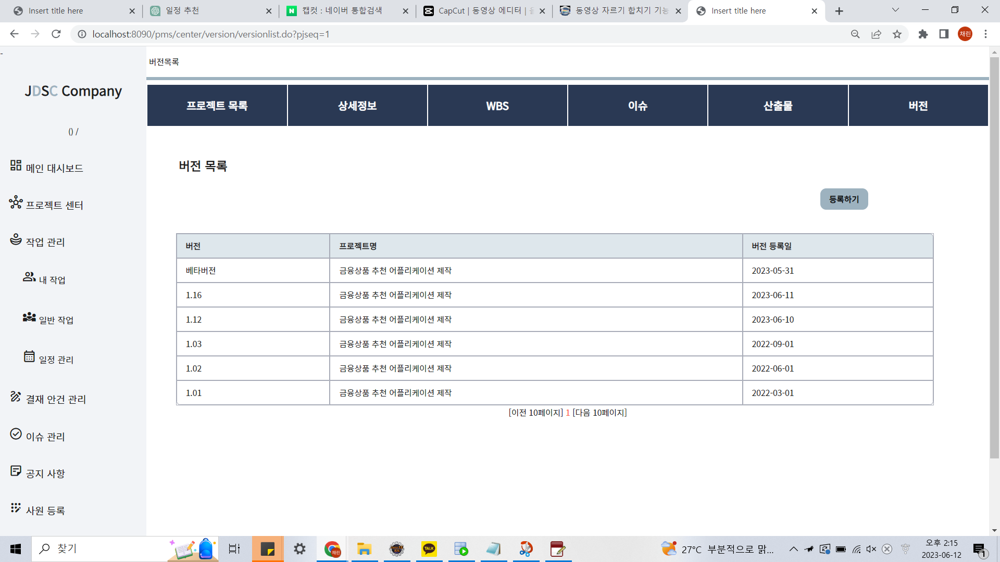 Insert title here
일정 추천
캡컷 : 네이버 통합검색
CapCut | 동영상 에디터 |
동영상 자르기 합치기 기능
Insert title here
localhost:8090/pms/center/version/versionlist.do?pjseq=1
채린
-
버전목록
JDSC Company
() /
프로젝트 목록
상세정보
WBS
이슈
산출물
버전
메인 대시보드
프로젝트 센터
작업 관리
내 작업
일반 작업
일정 관리
결재 안건 관리
이슈 관리
공지 사항
사원 등록
버전 목록
등록하기
버전 프로젝트명 버전 등록일
베타버전 금융상품 추천 어플리케이션 제작 2023-05-31
1.16 금융상품 추천 어플리케이션 제작 2023-06-11
1.12 금융상품 추천 어플리케이션 제작 2023-06-10
1.03 금융상품 추천 어플리케이션 제작 2022-09-01
1.02 금융상품 추천 어플리케이션 제작 2022-06-01
1.01 금융상품 추천 어플리케이션 제작 2022-03-01
[이전 10페이지] 1 [다음 10페이지]
찾기
TALK
27°C 부분적으로 맑...
오후 2:15
2023-06-12
1